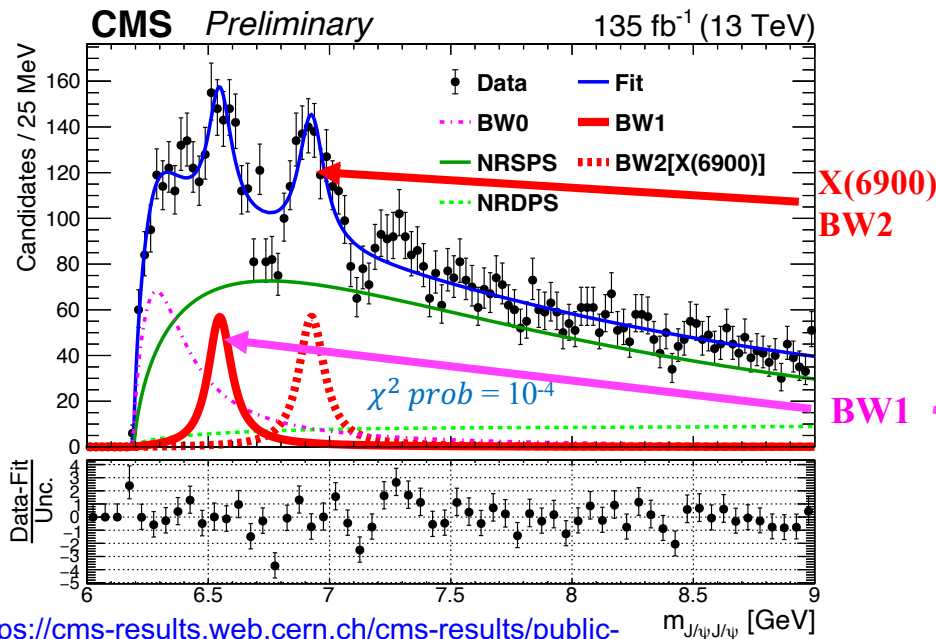 CMS Preliminary 135 fb⁻¹ (13 TeV)
Candidates / 25 MeV
160
140
120
100
80
60
40
20
0
Data
Fit
BW0
BW1
NRSPS
BW2[X(6900)]
NRDPS
X(6900)
BW2
χ² prob = 10⁻⁴
BW1
Data-Fit
Unc.
4
3
2
1
0
-1
-2
-3
-4
-5
6 6.5 7 7.5 8 8.5 9
m_{J/ψJ/ψ} [GeV]
ps://cms-results.web.cern.ch/cms-results/public-